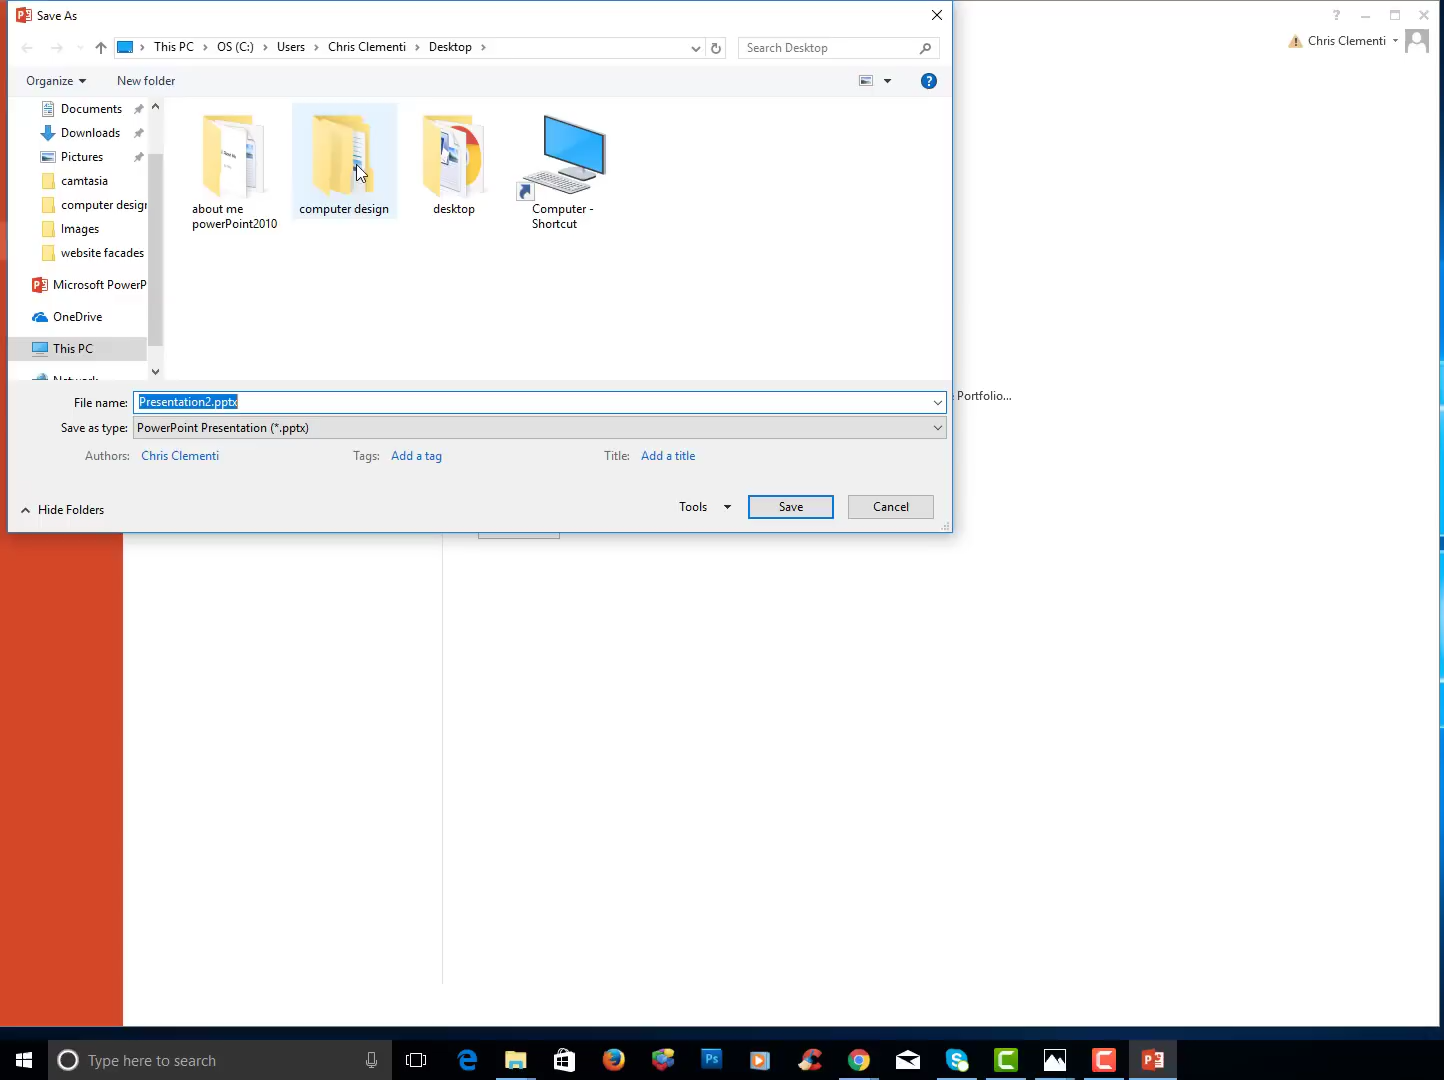 Save As
Chris Clementi
This PC
OS (C:)
Users
Chris Clementi
Desktop
Search Desktop
Organize
New folder
Documents
Downloads
Pictures
camtasia
computer design
Images
website facades
Microsoft PowerP
OneDrive
This PC
Network
about me
powerPoint2010
computer design
desktop
Computer -
Shortcut
File name: Presentation2.pptx
Portfolio...
Save as type: PowerPoint Presentation (*.pptx)
Authors: Chris Clementi Tags: Add a tag Title: Add a title
Hide Folders
Tools
Save
Cancel
Type here to search
Ps